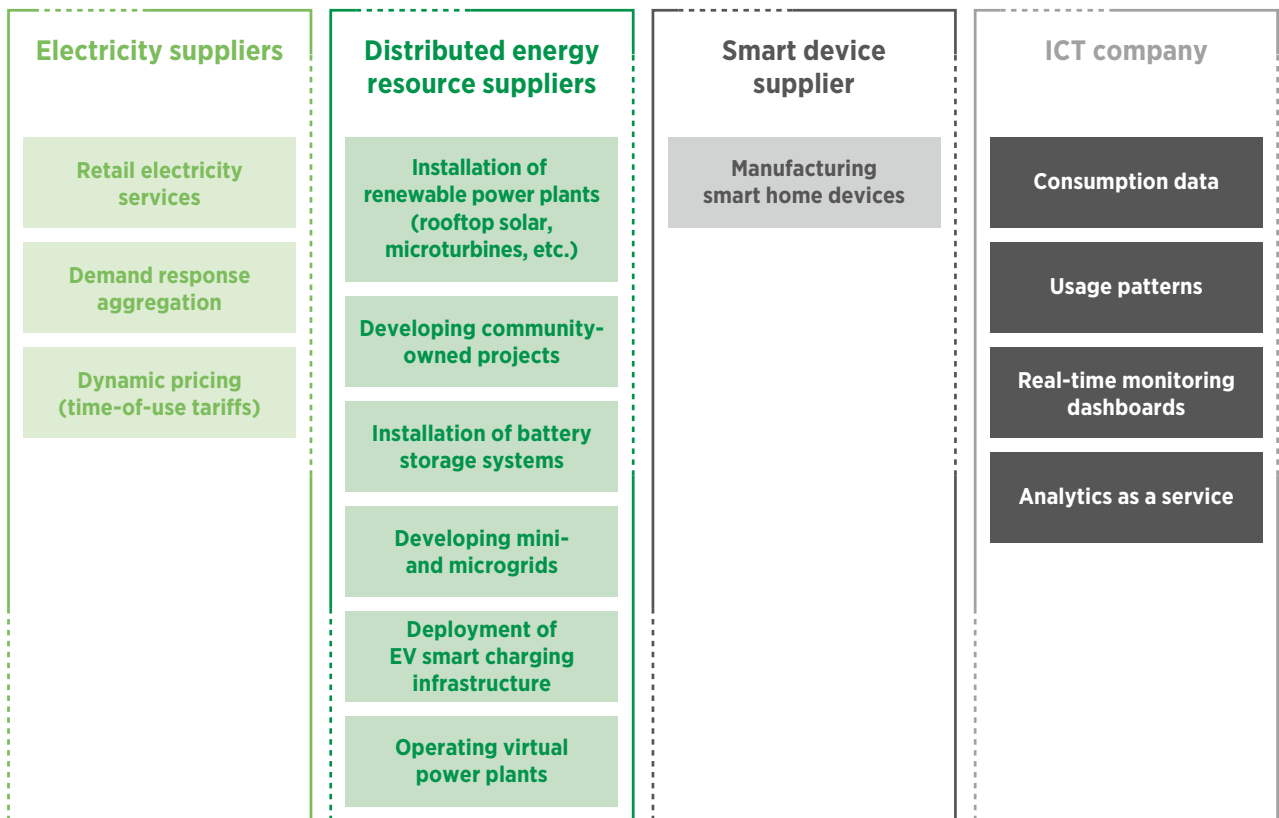 Electricity suppliers
Retail electricity
services
Demand response
aggregation
Dynamic pricing
(time-of-use tariffs)
Distributed energy
resource suppliers
Installation of
renewable power plants
(rooftop solar,
microturbines, etc.)
Developing community-
owned projects
Installation of battery
storage systems
Developing mini-
and microgrids
Deployment of
EV smart charging
infrastructure
Operating virtual
power plants
Smart device
supplier
Manufacturing
smart home devices
ICT company
Consumption data
Usage patterns
Real-time monitoring
dashboards
Analytics as a service